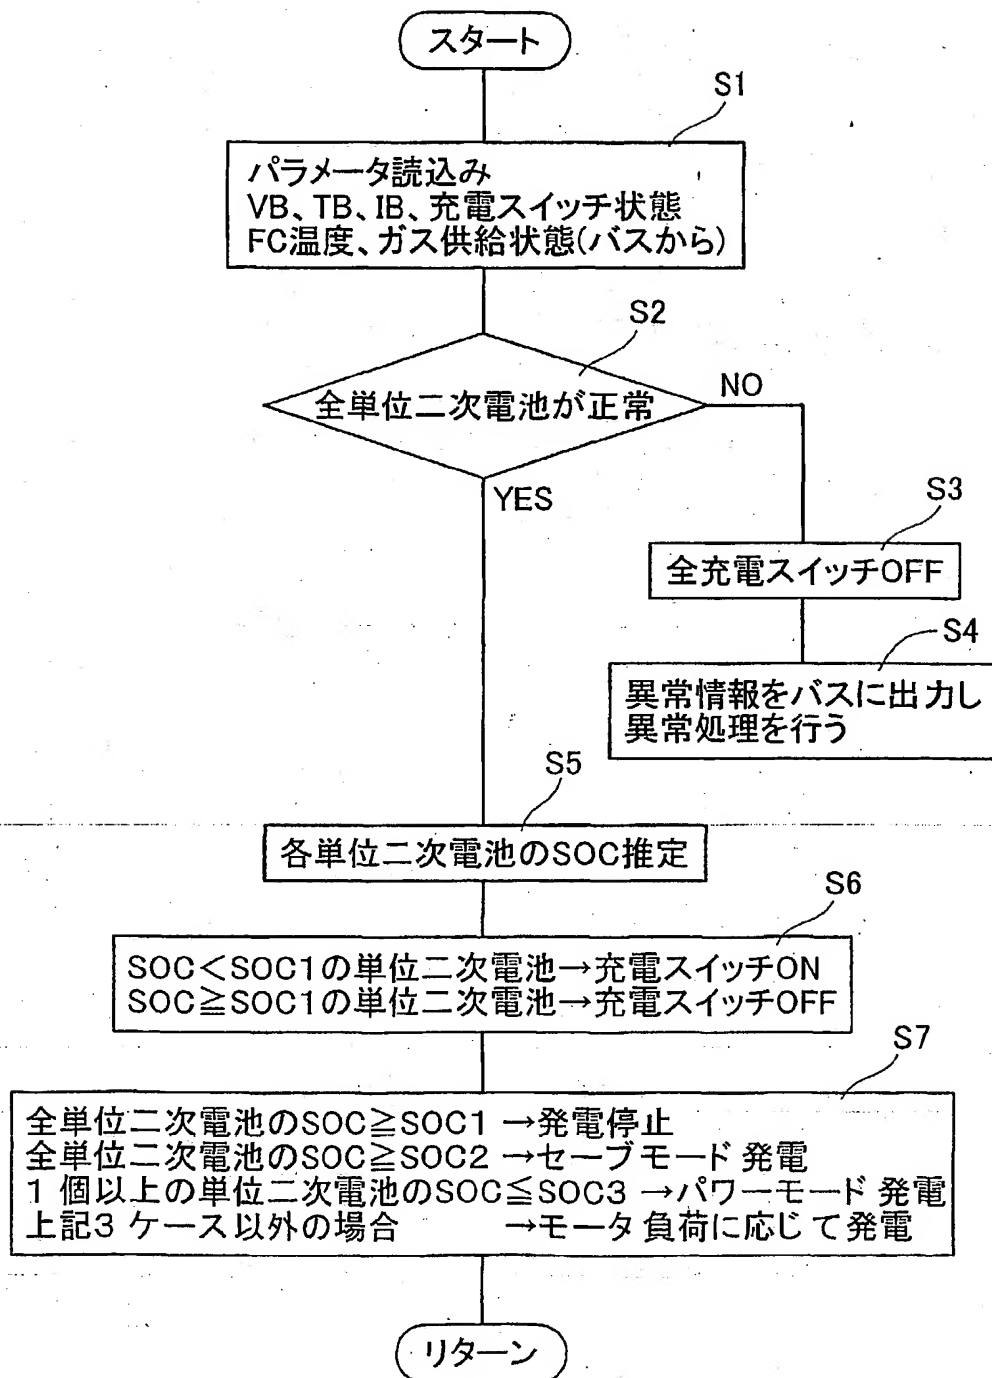 スタート
S1
パラメータ読込み
VB、TB、IB、充電スイッチ状態
FC温度、ガス供給状態(バスから)
S2
全単位二次電池が正常
NO
YES
S3
全充電スイッチOFF
S4
異常情報をバスに出力し
異常処理を行う
S5
各単位二次電池のSOC推定
S6
SOC<SOC1の単位二次電池→充電スイッチON
SOC≧SOC1の単位二次電池→充電スイッチOFF
S7
全単位二次電池のSOC≧SOC1→発電停止
全単位二次電池のSOC≧SOC2→セーブモード発電
1個以上の単位二次電池のSOC≦SOC3→パワーモード発電
上記3ケース以外の場合 →モータ負荷に応じて発電
リターン